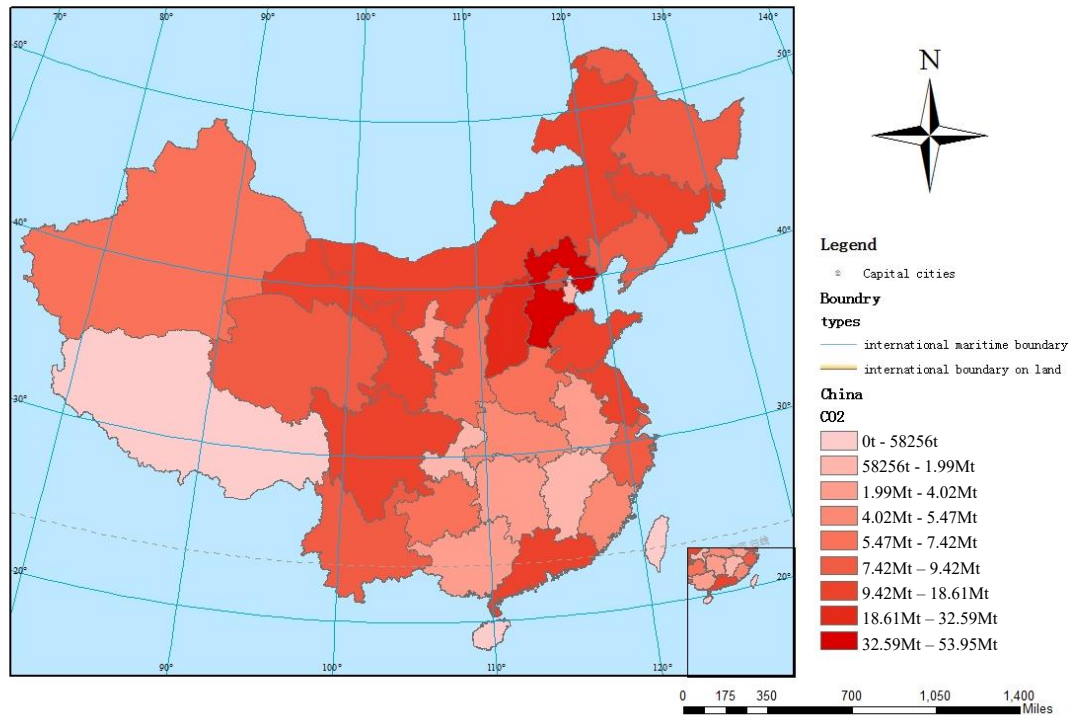 70° 80° 90° 100° 110° 120° 130° 140°
50° 50°
40° 40°
30° 30°
20° 20°
90° 100° 110° 120°
N
Legend
Capital cities
Boundry
types
international maritime boundary
international boundary on land
China
CO2
0t - 58256t
58256t - 1.99Mt
1.99Mt - 4.02Mt
4.02Mt - 5.47Mt
5.47Mt - 7.42Mt
7.42Mt – 9.42Mt
9.42Mt – 18.61Mt
18.61Mt – 32.59Mt
32.59Mt – 53.95Mt
0 175 350 700 1,050 1,400
Miles